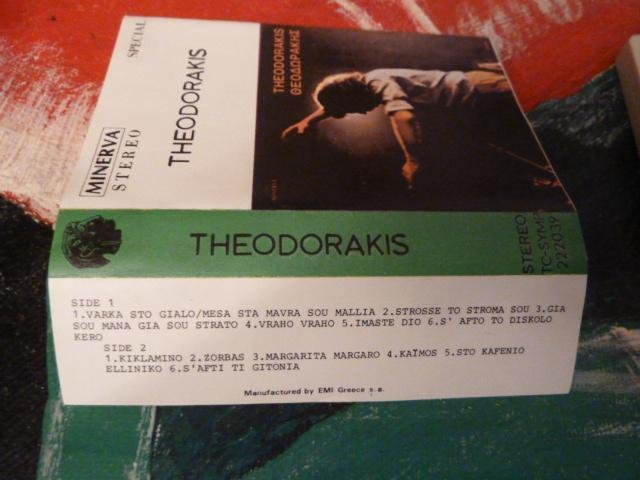 SPECIAL
THEODORAKIS
MINERVA
STEREO
THEODORAKIS
ΘΕΟΔΩΡΑΚΗΣ
THEODORAKIS
STEREO
TC-SYMP
222039
SIDE 1
1.VARKA STO GIALO/MESA STA MAVRA SOU MALLIA 2.STROSSE TO STROMA SOU 3.GIA
SOU MANA GIA SOU STRATO 4.VRAHO VRAHO 5.IMASTE DIO 6.S' AFTO TO DISKOLO
KERO
SIDE 2
1.KIKLAMINO 2.ZORBAS 3.MARGARITA MARGARO 4.KAÏMOS 5.STO KAFENIO
ELLINIKO 6.S'AFTI TI GITONIA
Manufactured by EMI Greece s.a.